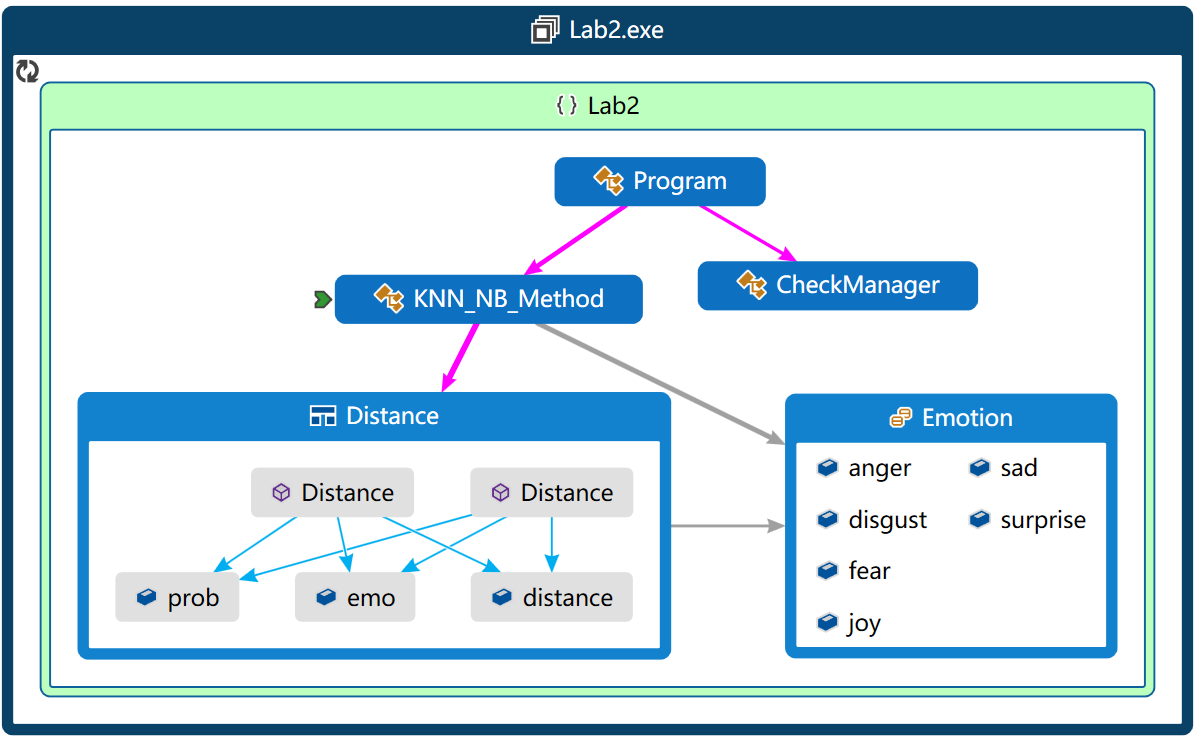 Lab2.exe
{} Lab2
Program
KNN_NB_Method
CheckManager
Distance
Distance
Distance
prob
emo
distance
Emotion
anger
sad
disgust
surprise
fear
joy